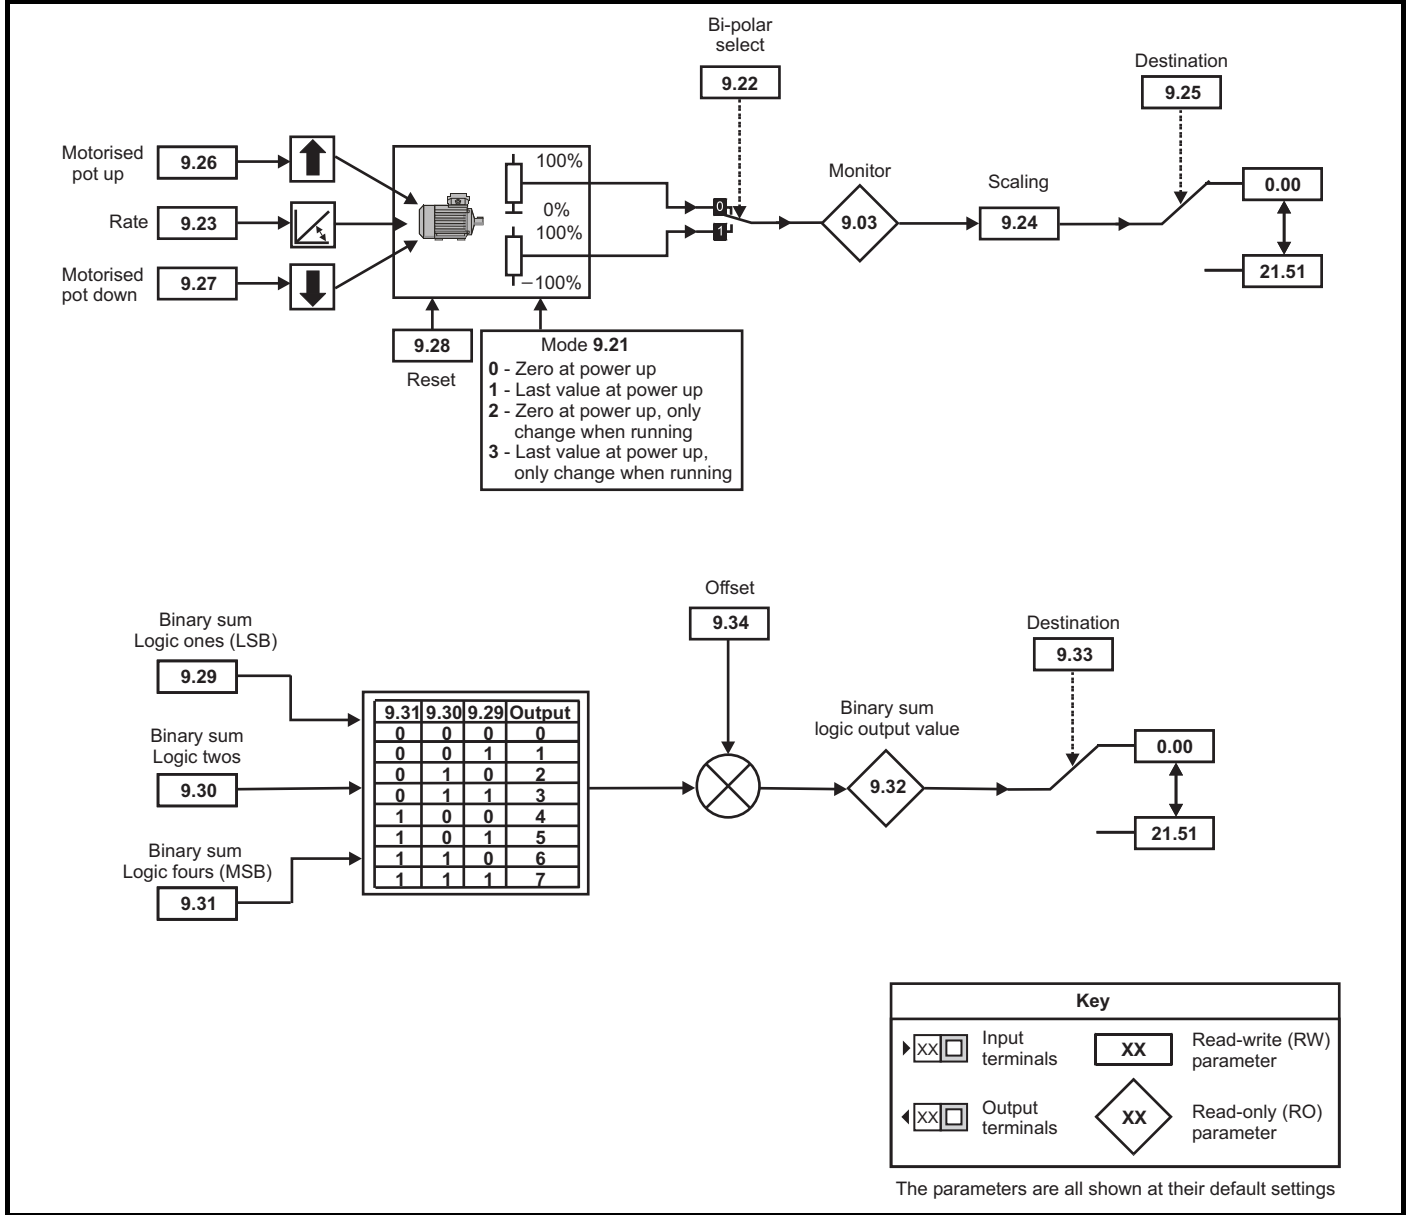 Bi-polar
select
9.22
Destination
9.25
Motorised
pot up
9.26
Rate
9.23
Motorised
pot down
9.27
100%
0%
100%
–100%
0
1
Monitor
9.03
Scaling
9.24
0.00
21.51
9.28
Reset
Mode 9.21
0 - Zero at power up
1 - Last value at power up
2 - Zero at power up, only
change when running
3 - Last value at power up,
only change when running
Binary sum
Logic ones (LSB)
9.29
Binary sum
Logic twos
9.30
Binary sum
Logic fours (MSB)
9.31
9.31 9.30 9.29 Output
0 0 0 0
0 0 1 1
0 1 0 2
0 1 1 3
1 0 0 4
1 0 1 5
1 1 0 6
1 1 1 7
Offset
9.34
Binary sum
logic output value
9.32
Destination
9.33
0.00
21.51
Key
XX
Input
terminals
XX
Read-write (RW)
parameter
XX
Output
terminals
XX
Read-only (RO)
parameter
The parameters are all shown at their default settings